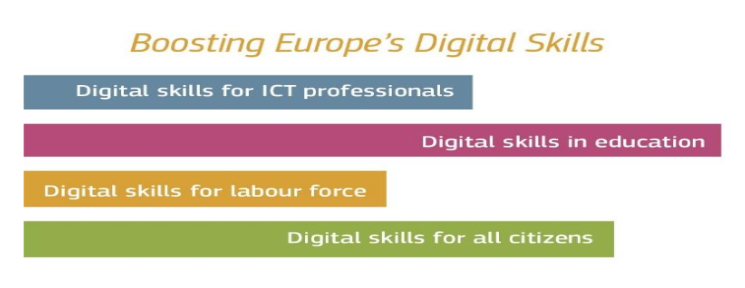 Boosting Europe’s Digital Skills
Digital skills for ICT professionals
Digital skills in education
Digital skills for labour force
Digital skills for all citizens